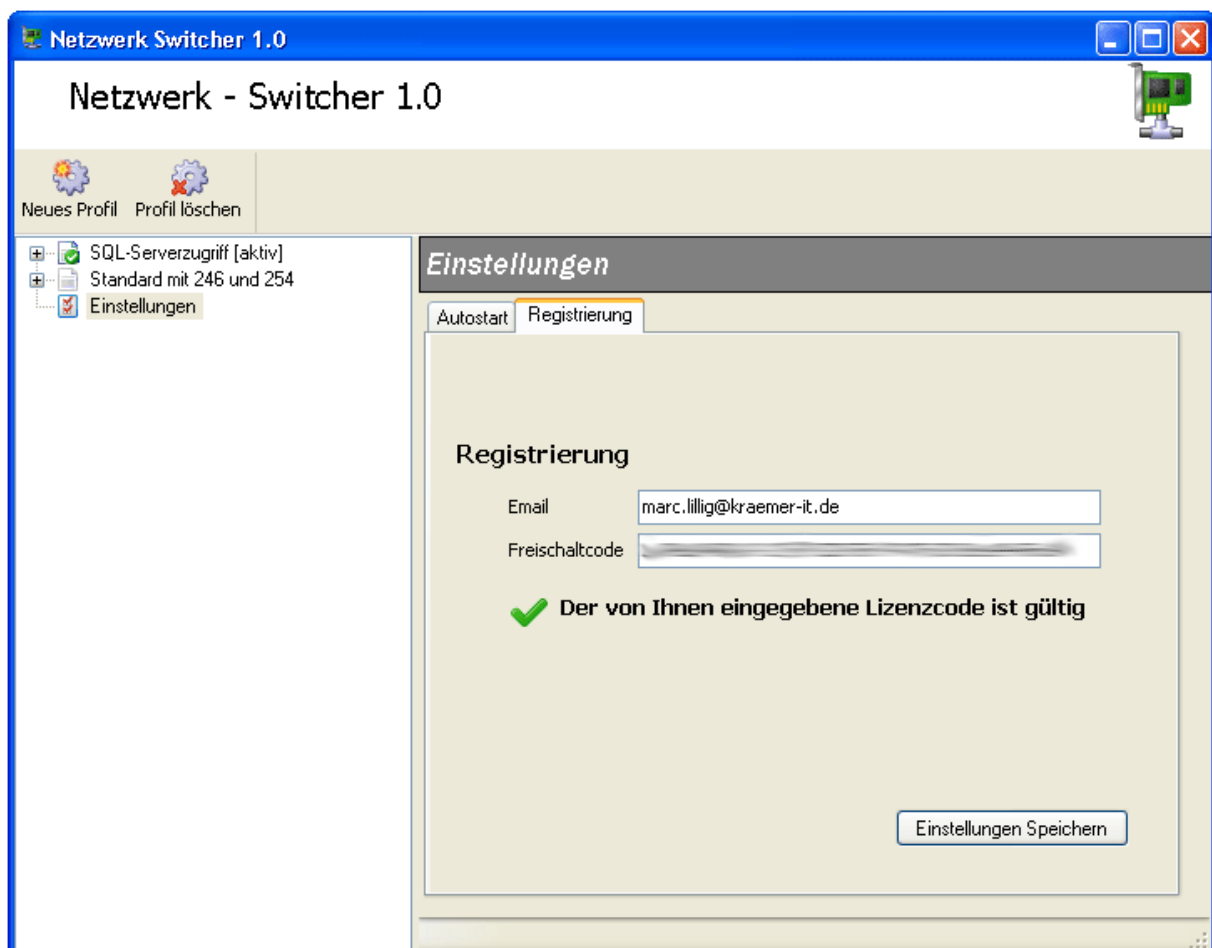 Netzwerk Switcher 1.0
Netzwerk - Switcher 1.0
Neues Profil Profil löschen
SQL-Serverzugriff [aktiv]
Standard mit 246 und 254
Einstellungen
Einstellungen
Autostart Registrierung
Registrierung
Email marc.lillig@kraemer-it.de
Freischaltcode
Der von Ihnen eingegebene Lizenzcode ist gültig
Einstellungen Speichern